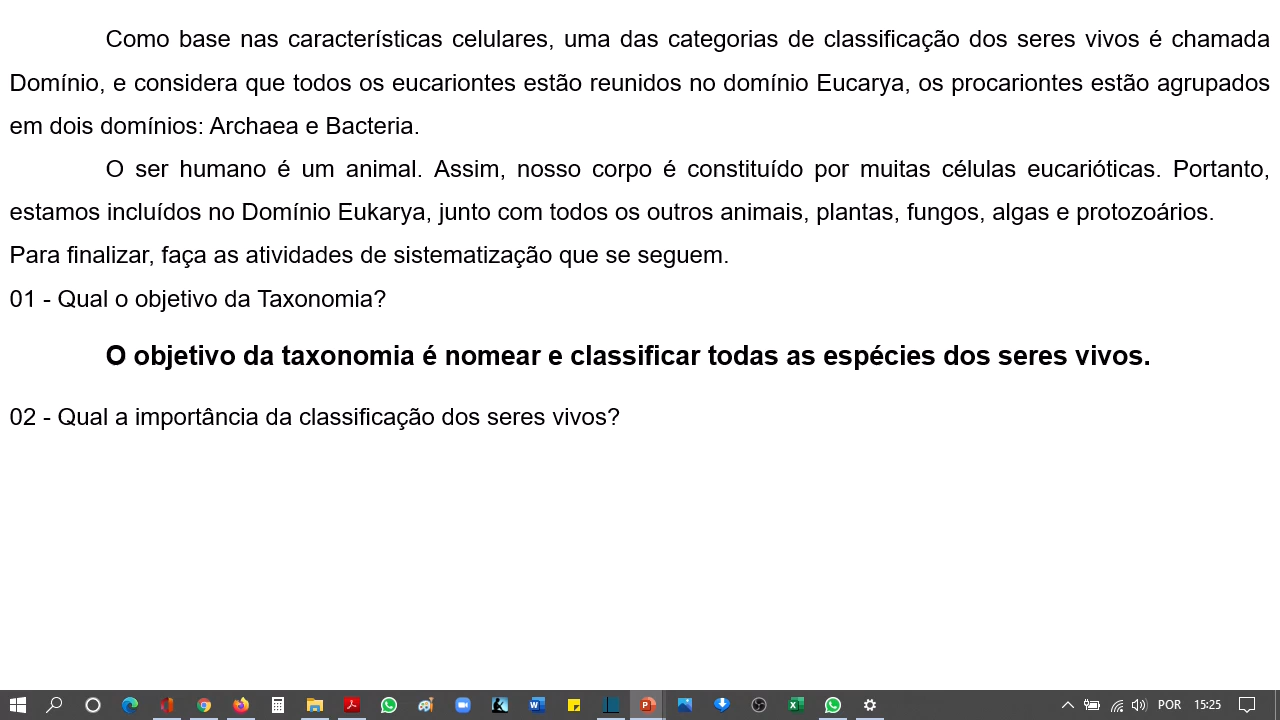 Como base nas características celulares, uma das categorias de classificação dos seres vivos é chamada
Domínio, e considera que todos os eucariontes estão reunidos no domínio Eucarya, os procariontes estão agrupados
em dois domínios: Archaea e Bacteria.
O ser humano é um animal. Assim, nosso corpo é constituído por muitas células eucarióticas. Portanto,
estamos incluídos no Domínio Eukarya, junto com todos os outros animais, plantas, fungos, algas e protozoários.
Para finalizar, faça as atividades de sistematização que se seguem.
01 - Qual o objetivo da Taxonomia?
O objetivo da taxonomia é nomear e classificar todas as espécies dos seres vivos.
02 - Qual a importância da classificação dos seres vivos?
POR 15:25